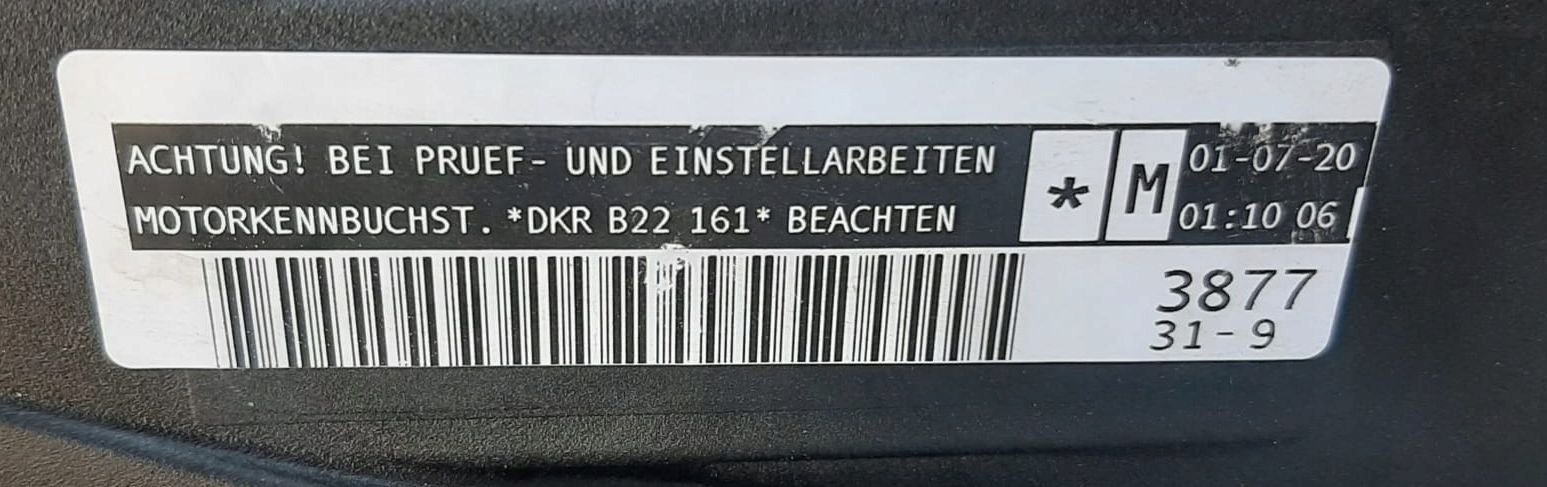 ACHTUNG! BEI PRUEF- UND EINSTELLARBEITEN
MOTORKENNBUCHST. *DKR B22 161* BEACHTEN
* M
01-07-20
01:10 06
3877
31-9